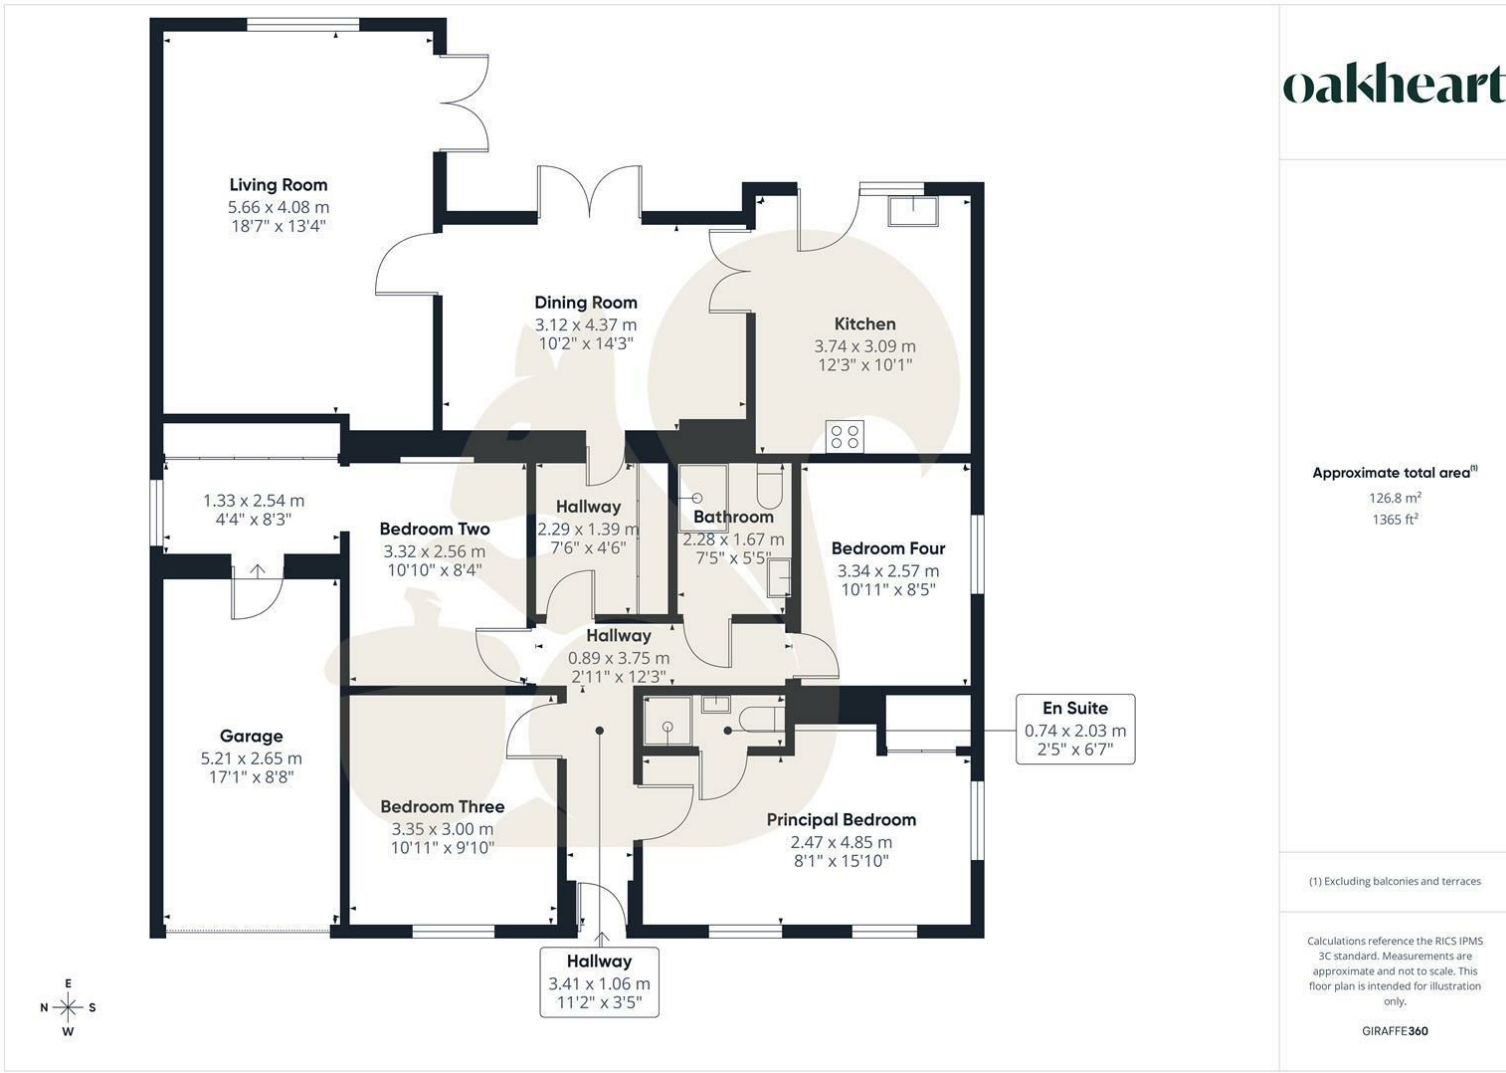 oakheart
Living Room
5.66 x 4.08 m
18'7" x 13'4"
Dining Room
3.12 x 4.37 m
10'2" x 14'3"
Kitchen
3.74 x 3.09 m
12'3" x 10'1"
1.33 x 2.54 m
4'4" x 8'3"
Bedroom Two
3.32 x 2.56 m
10'10" x 8'4"
Hallway
2.29 x 1.39 m
7'6" x 4'6"
Bathroom
2.28 x 1.67 m
7'5" x 5'5"
Bedroom Four
3.34 x 2.57 m
10'11" x 8'5"
Hallway
0.89 x 3.75 m
2'11" x 12'3"
En Suite
0.74 x 2.03 m
2'5" x 6'7"
Garage
5.21 x 2.65 m
17'1" x 8'8"
Bedroom Three
3.35 x 3.00 m
10'11" x 9'10"
Principal Bedroom
2.47 x 4.85 m
8'1" x 15'10"
Hallway
3.41 x 1.06 m
11'2" x 3'5"
E
N S
W
Approximate total area(1)
126.8 m²
1365 ft²
(1) Excluding balconies and terraces
Calculations reference the RICS IPMS
3C standard. Measurements are
approximate and not to scale. This
floor plan is intended for illustration
only.
GIRAFFE360